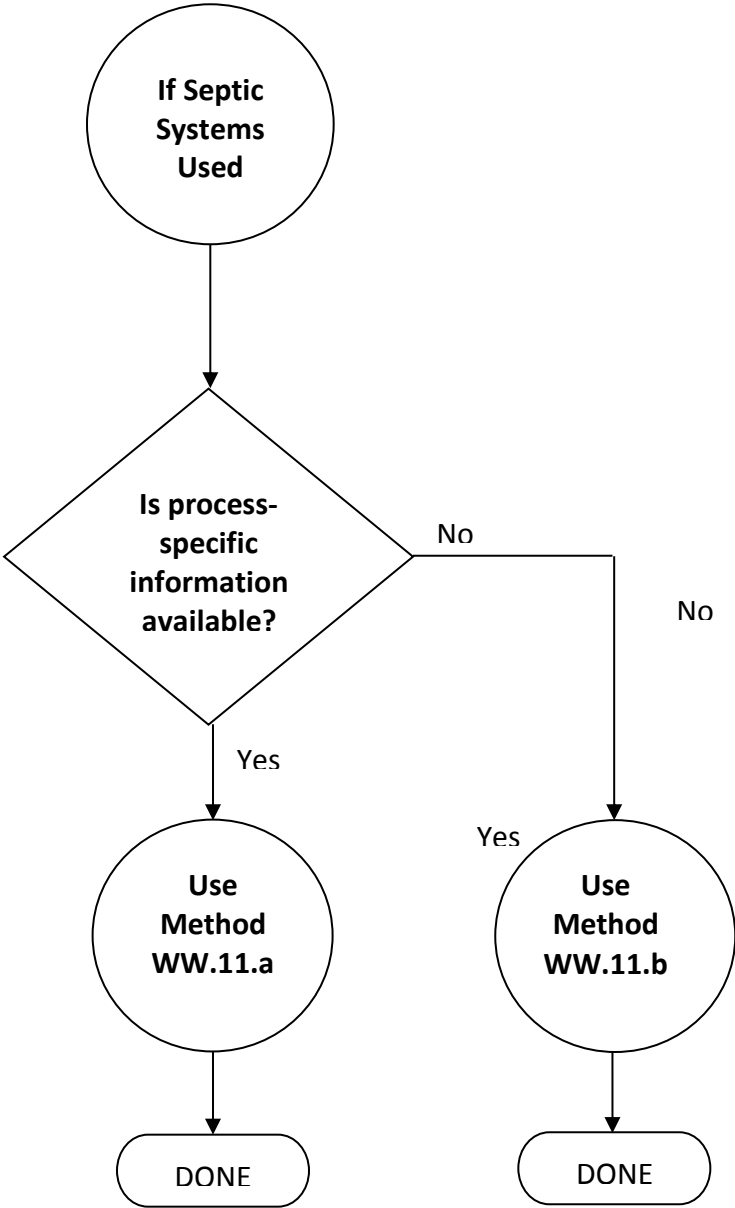 If Septic
Systems
Used
Is process-
specific
information
available?
No
No
Yes
Yes
Use
Method
WW.11.a
Use
Method
WW.11.b
DONE
DONE